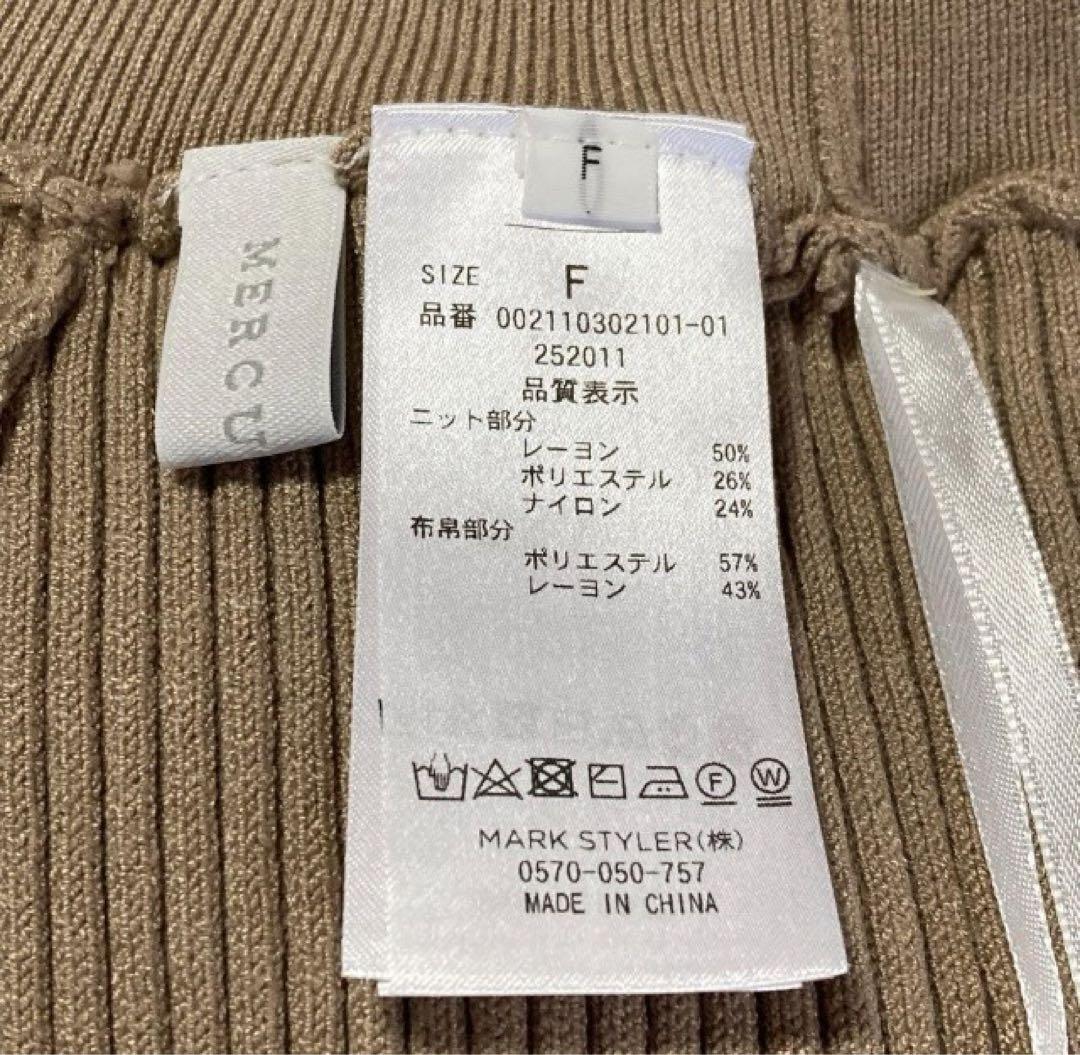 MERCU
F
SIZE F
品番 002110302101-01
252011
品質表示
ニット部分
レーヨン 50%
ポリエステル 26%
ナイロン 24%
布帛部分
ポリエステル 57%
レーヨン 43%
F W
MARK STYLER(株)
0570-050-757
MADE IN CHINA